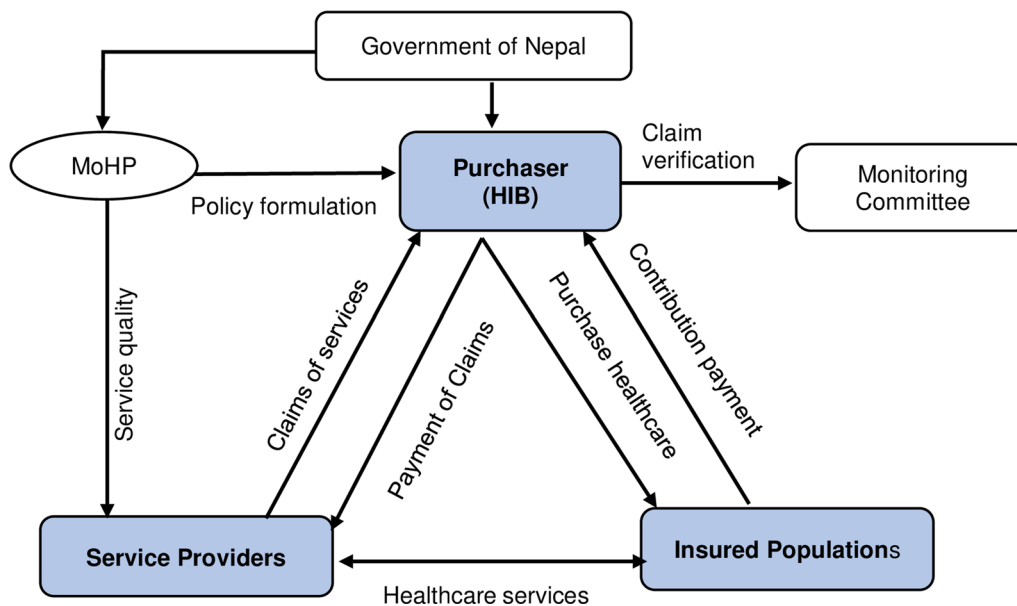 Government of Nepal
MoHP
Purchaser
(HIB)
Claim
verification
Monitoring
Committee
Policy formulation
Service quality
Claims of services
Payment of Claims
Purchase healthcare
Contribution payment
Service Providers
Insured Populations
Healthcare services